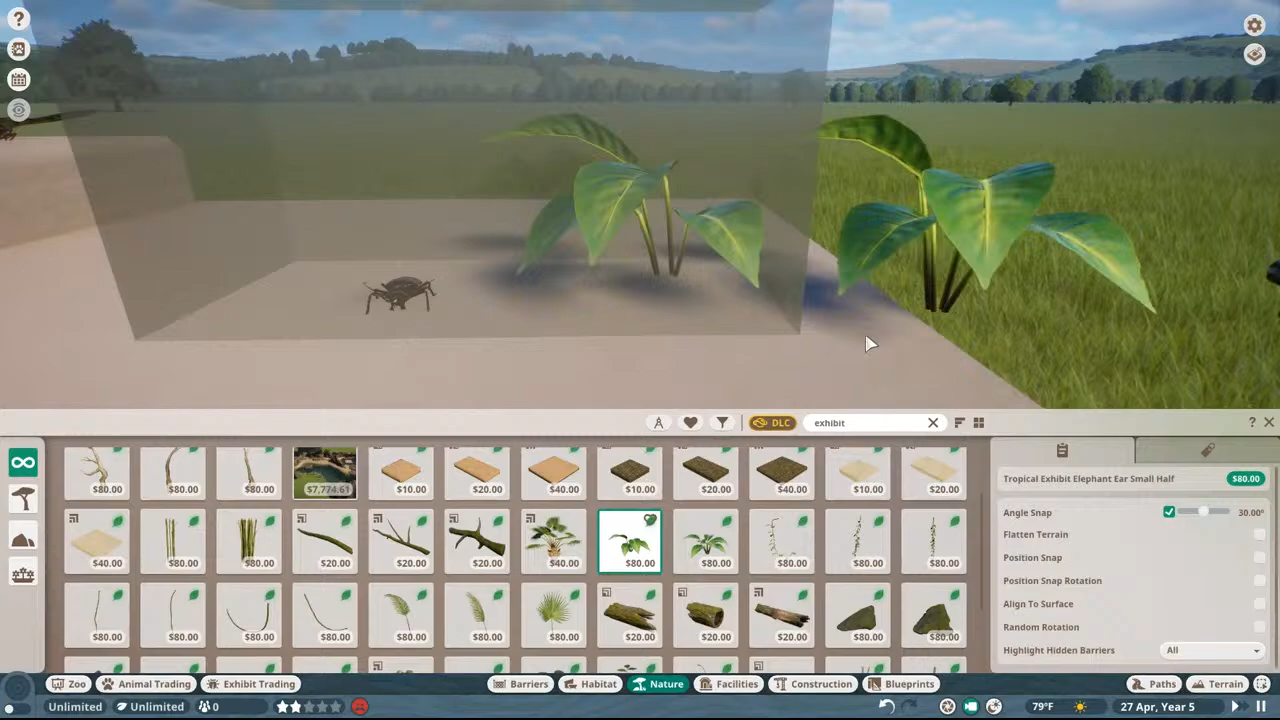 ?
DLC
exhibit
?
$80.00 $80.00 $80.00 $7,774.61 $10.00 $20.00 $40.00 $10.00 $20.00 $40.00 $10.00 $20.00
$40.00 $80.00 $80.00 $20.00 $20.00 $20.00 $40.00 $80.00 $80.00 $80.00 $80.00 $80.00
$80.00 $80.00 $80.00 $80.00 $80.00 $80.00 $80.00 $20.00 $20.00 $20.00 $80.00 $80.00
Tropical Exhibit Elephant Ear Small Half $80.00
Angle Snap 30.00°
Flatten Terrain
Position Snap
Position Snap Rotation
Align To Surface
Random Rotation
Highlight Hidden Barriers All
Zoo Animal Trading Exhibit Trading Barriers Habitat Nature Facilities Construction Blueprints Paths Terrain
Unlimited Unlimited 0 79°F 27 Apr, Year 5